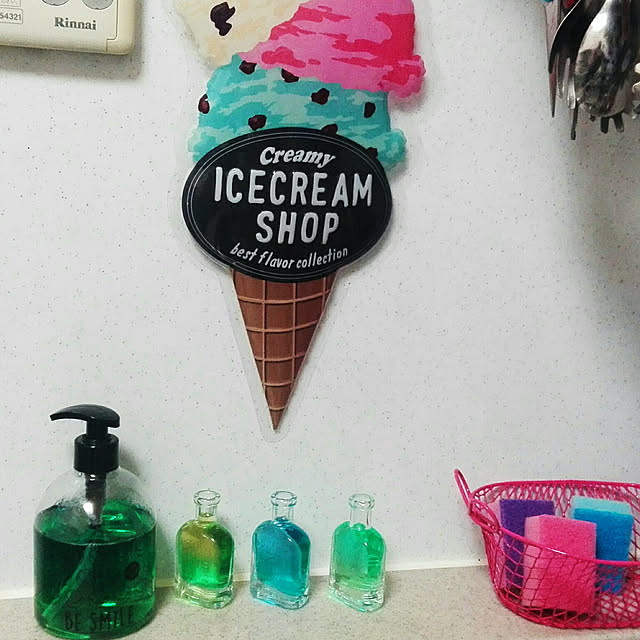 54321
Rinnai
Creamy
ICECREAM
SHOP
best flavor collection
BE SMILE